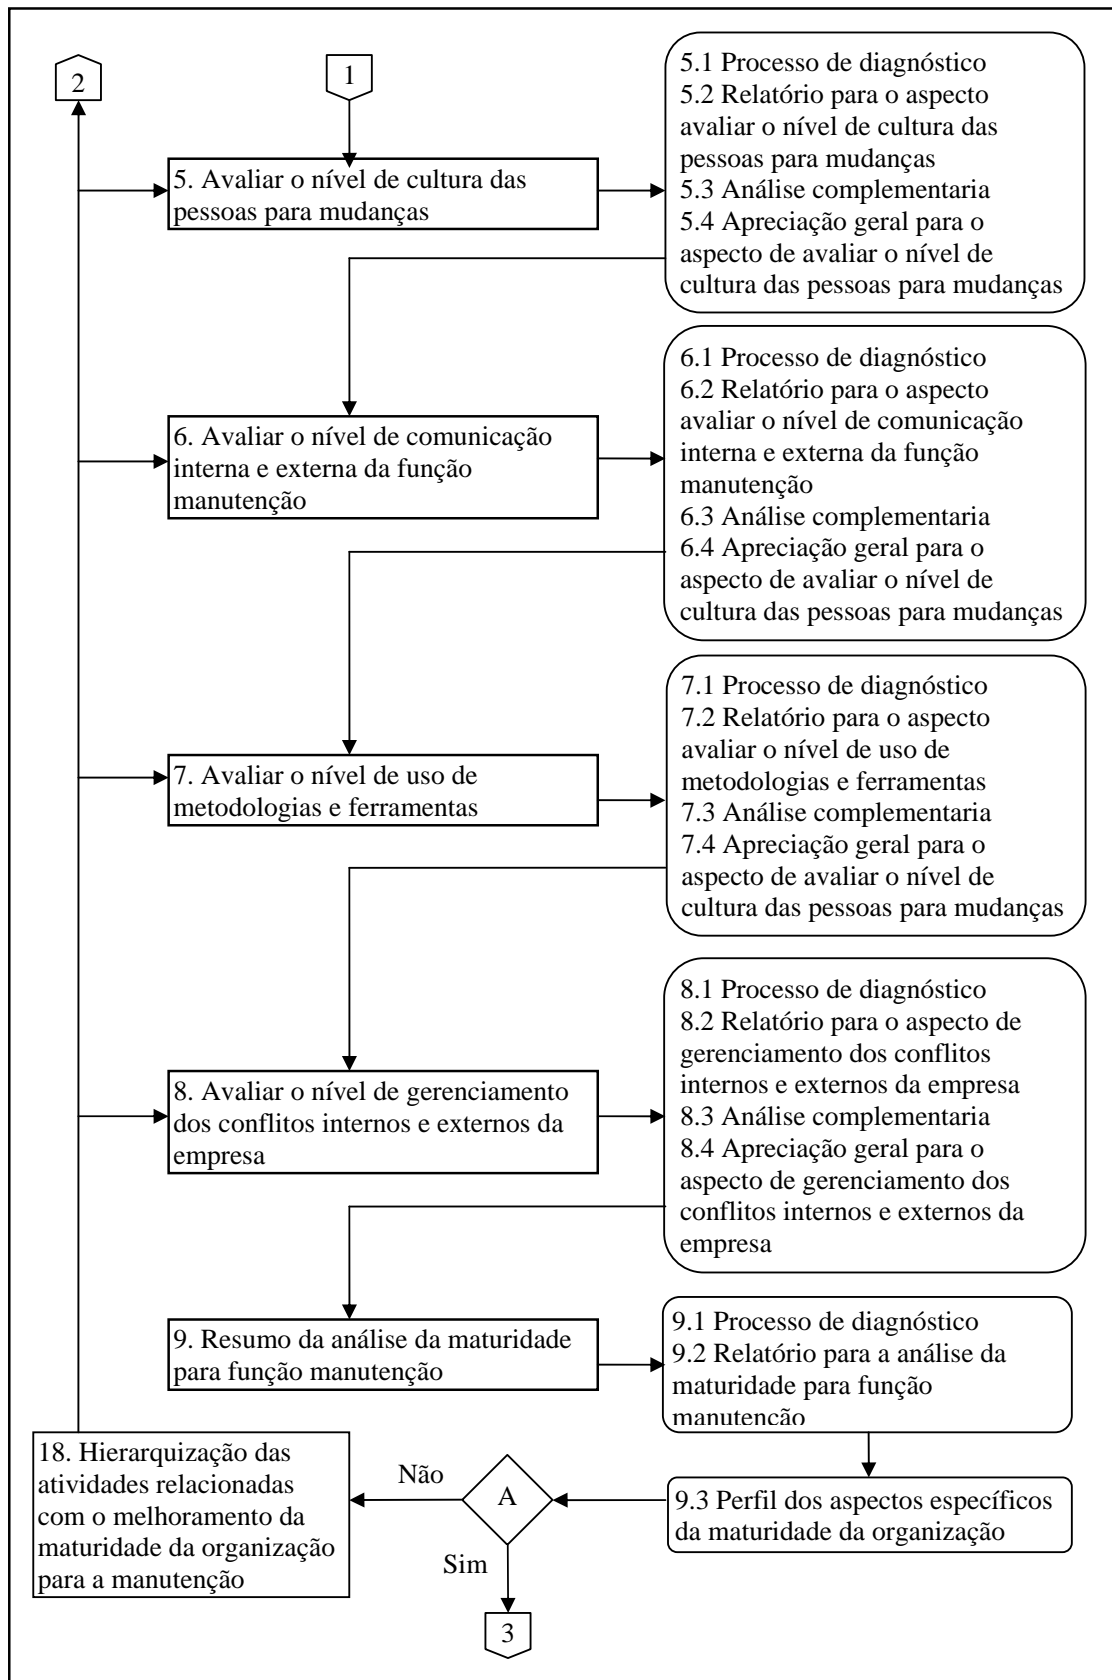 2
1
5. Avaliar o nível de cultura das
pessoas para mudanças
5.1 Processo de diagnóstico
5.2 Relatório para o aspecto
avaliar o nível de cultura das
pessoas para mudanças
5.3 Análise complementaria
5.4 Apreciação geral para o
aspecto de avaliar o nível de
cultura das pessoas para mudanças
6. Avaliar o nível de comunicação
interna e externa da função
manutenção
6.1 Processo de diagnóstico
6.2 Relatório para o aspecto
avaliar o nível de comunicação
interna e externa da função
manutenção
6.3 Análise complementaria
6.4 Apreciação geral para o
aspecto de avaliar o nível de
cultura das pessoas para mudanças
7. Avaliar o nível de uso de
metodologias e ferramentas
7.1 Processo de diagnóstico
7.2 Relatório para o aspecto
avaliar o nível de uso de
metodologias e ferramentas
7.3 Análise complementaria
7.4 Apreciação geral para o
aspecto de avaliar o nível de
cultura das pessoas para mudanças
8. Avaliar o nível de gerenciamento
dos conflitos internos e externos da
empresa
8.1 Processo de diagnóstico
8.2 Relatório para o aspecto de
gerenciamento dos conflitos
internos e externos da empresa
8.3 Análise complementaria
8.4 Apreciação geral para o
aspecto de gerenciamento dos
conflitos internos e externos da
empresa
9. Resumo da análise da maturidade
para função manutenção
9.1 Processo de diagnóstico
9.2 Relatório para a análise da
maturidade para função
manutenção
9.3 Perfil dos aspectos específicos
da maturidade da organização
A
Não
Sim
18. Hierarquização das
atividades relacionadas
com o melhoramento da
maturidade da organização
para a manutenção
3